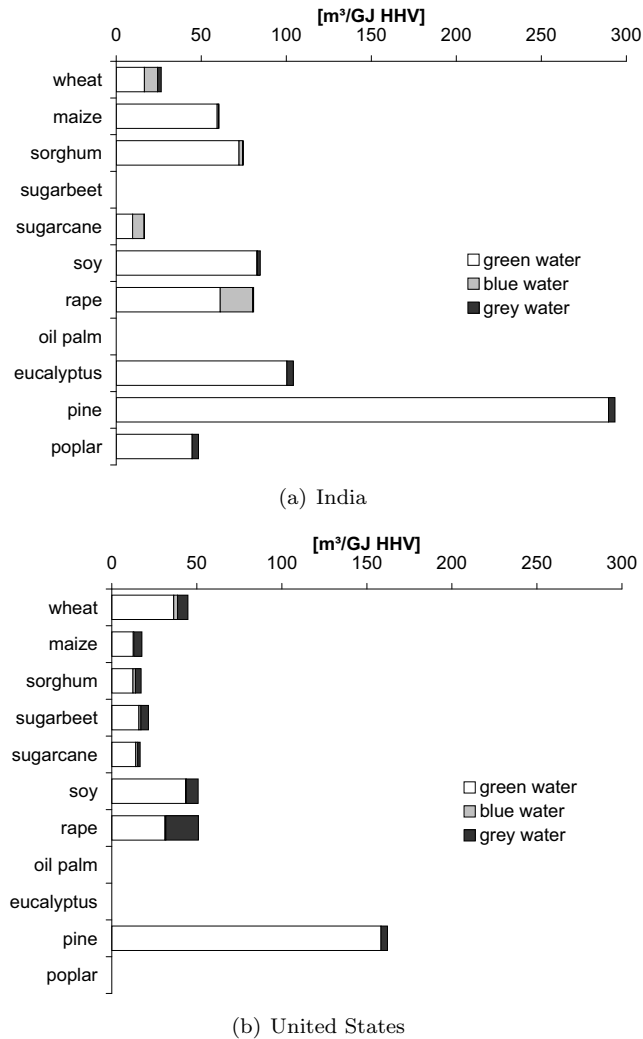 [m³/GJ HHV]
0 50 100 150 200 250 300
wheat
maize
sorghum
sugarbeet
sugarcane
soy
rape
oil palm
eucalyptus
pine
poplar
green water
blue water
grey water
(a) India
[m³/GJ HHV]
0 50 100 150 200 250 300
wheat
maize
sorghum
sugarbeet
sugarcane
soy
rape
oil palm
eucalyptus
pine
poplar
green water
blue water
grey water
(b) United States